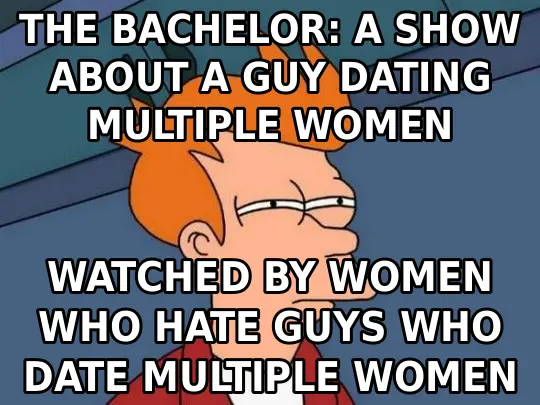 THE BACHELOR: A SHOW
ABOUT A GUY DATING
MULTIPLE WOMEN
WATCHED BY WOMEN
WHO HATE GUYS WHO
DATE MULTIPLE WOMEN